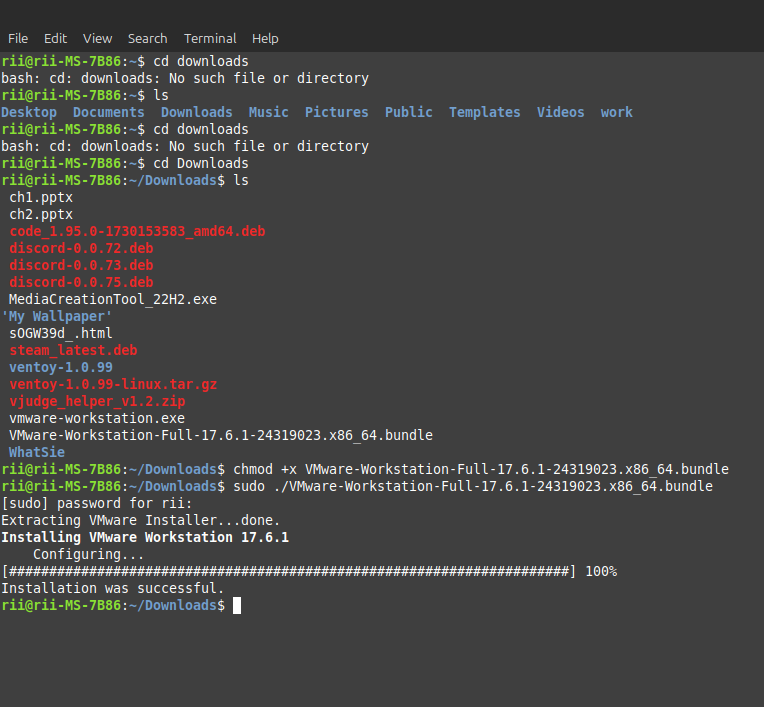 File Edit View Search Terminal Help
rii@rii-MS-7B86:~$ cd downloads
bash: cd: downloads: No such file or directory
rii@rii-MS-7B86:~$ ls
Desktop Documents Downloads Music Pictures Public Templates Videos work
rii@rii-MS-7B86:~$ cd downloads
bash: cd: downloads: No such file or directory
rii@rii-MS-7B86:~$ cd Downloads
rii@rii-MS-7B86:~/Downloads$ ls
ch1.pptx
ch2.pptx
code_1.95.0-1730153583_amd64.deb
discord-0.0.72.deb
discord-0.0.73.deb
discord-0.0.75.deb
MediaCreationTool_22H2.exe
'My Wallpaper'
sOGW39d_.html
steam_latest.deb
ventoy-1.0.99
ventoy-1.0.99-linux.tar.gz
vjudge_helper_v1.2.zip
vmware-workstation.exe
VMware-Workstation-Full-17.6.1-24319023.x86_64.bundle
WhatSie
rii@rii-MS-7B86:~/Downloads$ chmod +x VMware-Workstation-Full-17.6.1-24319023.x86_64.bundle
rii@rii-MS-7B86:~/Downloads$ sudo ./VMware-Workstation-Full-17.6.1-24319023.x86_64.bundle
[sudo] password for rii:
Extracting VMware Installer...done.
Installing VMware Workstation 17.6.1
Configuring...
[######################################################################] 100%
Installation was successful.
rii@rii-MS-7B86:~/Downloads$